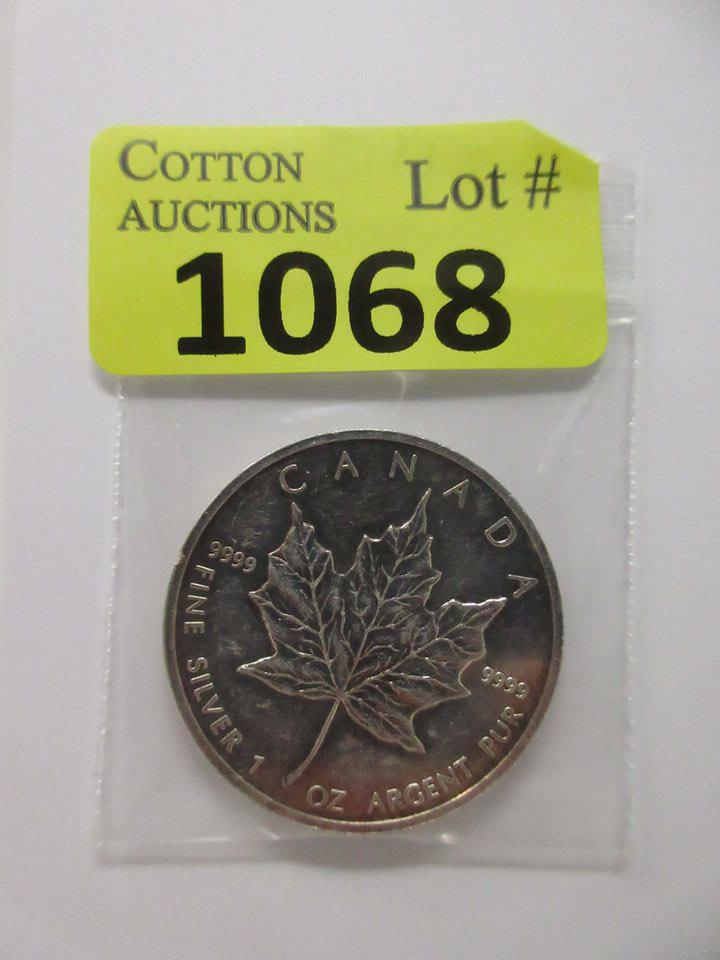 COTTON
AUCTIONS
Lot #
1068
CANADA
9999
9999
FINE SILVER 1 OZ ARGENT PUR